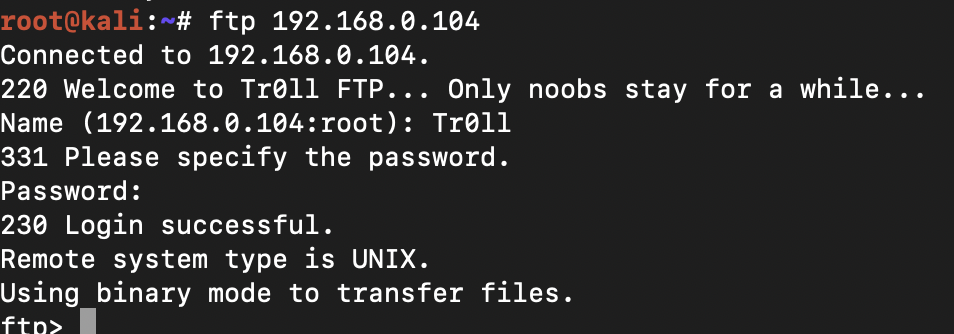 root@kali:~# ftp 192.168.0.104
Connected to 192.168.0.104.
220 Welcome to Tr0ll FTP... Only noobs stay for a while...
Name (192.168.0.104:root): Tr0ll
331 Please specify the password.
Password:
230 Login successful.
Remote system type is UNIX.
Using binary mode to transfer files.
ftp>